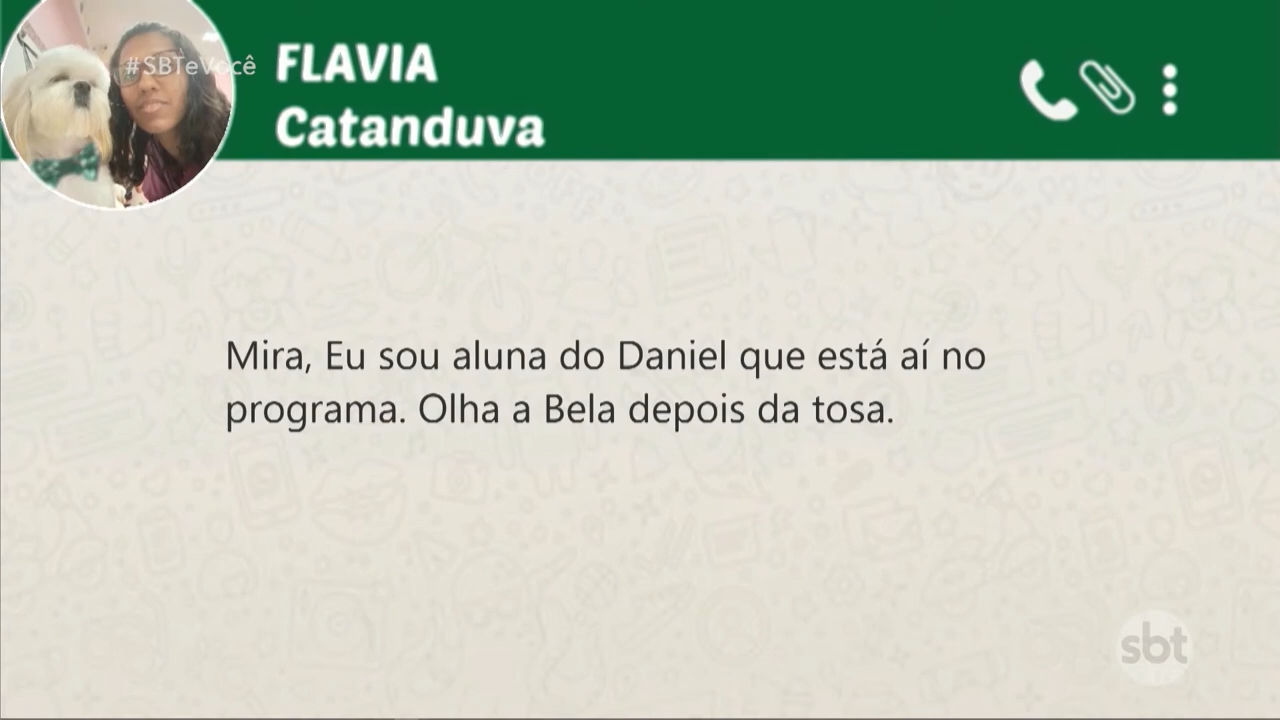 #SBTeVocê
FLAVIA
Catanduva
Mira, Eu sou aluna do Daniel que está aí no
programa. Olha a Bela depois da tosa.
sbt